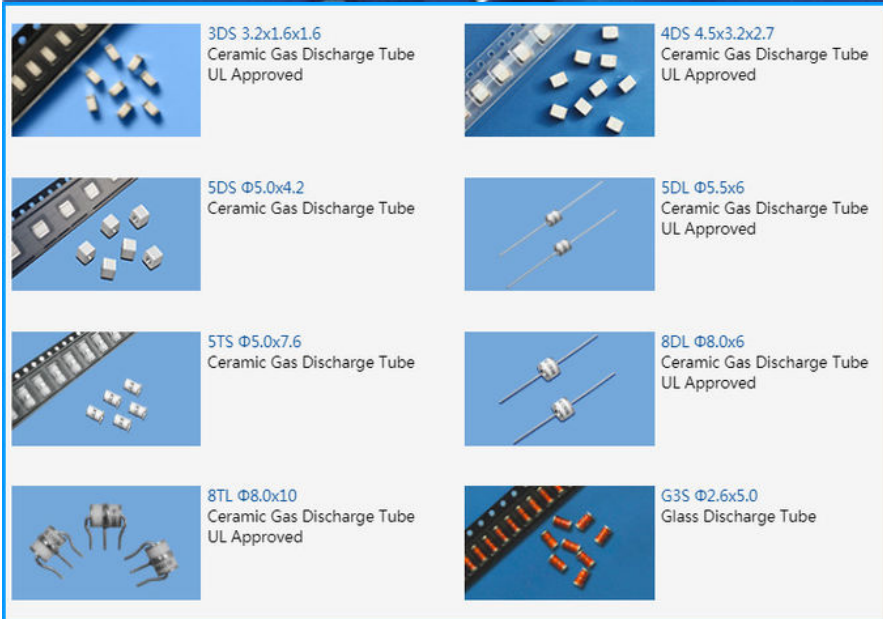 3DS 3.2x1.6x1.6
Ceramic Gas Discharge Tube
UL Approved
4DS 4.5x3.2x2.7
Ceramic Gas Discharge Tube
UL Approved
5DS Φ5.0x4.2
Ceramic Gas Discharge Tube
5DL Φ5.5x6
Ceramic Gas Discharge Tube
UL Approved
5TS Φ5.0x7.6
Ceramic Gas Discharge Tube
8DL Φ8.0x6
Ceramic Gas Discharge Tube
UL Approved
8TL Φ8.0x10
Ceramic Gas Discharge Tube
UL Approved
G3S Φ2.6x5.0
Glass Discharge Tube